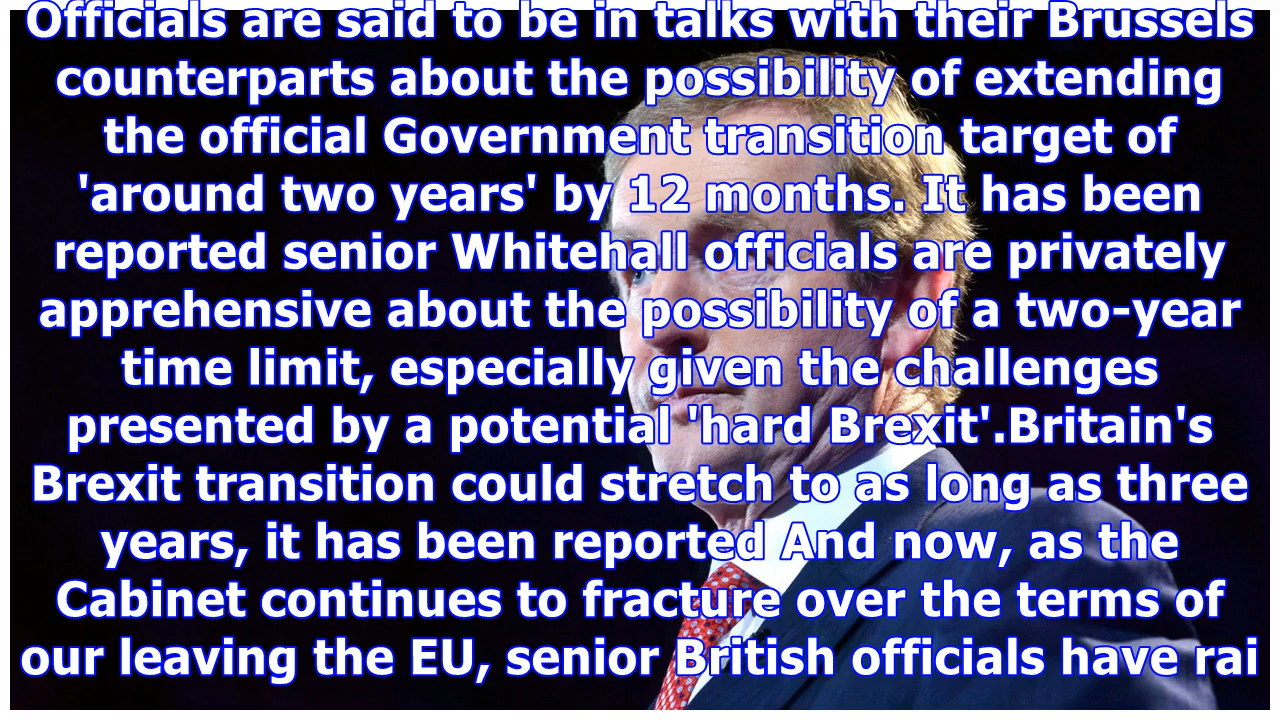 Officials are said to be in talks with their Brussels
counterparts about the possibility of extending
the official Government transition target of
'around two years' by 12 months. It has been
reported senior Whitehall officials are privately
apprehensive about the possibility of a two-year
time limit, especially given the challenges
presented by a potential 'hard Brexit'.Britain's
Brexit transition could stretch to as long as three
years, it has been reported And now, as the
Cabinet continues to fracture over the terms of
our leaving the EU, senior British officials have rai